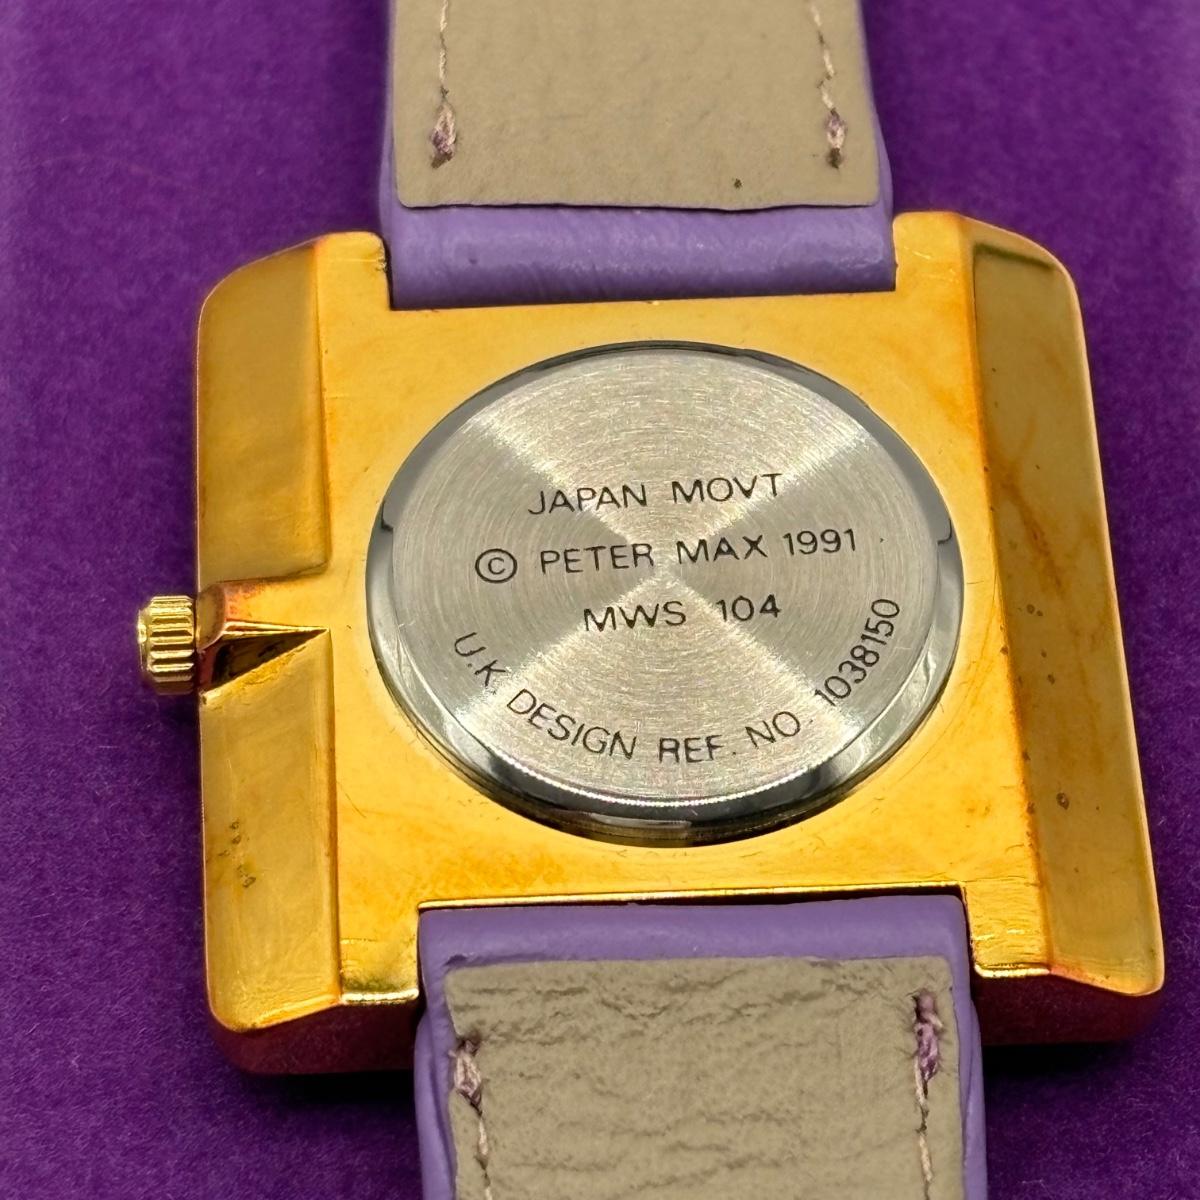 JAPAN MOVT
© PETER MAX 1991
MWS 104
U.K. DESIGN REF. NO. 1038150